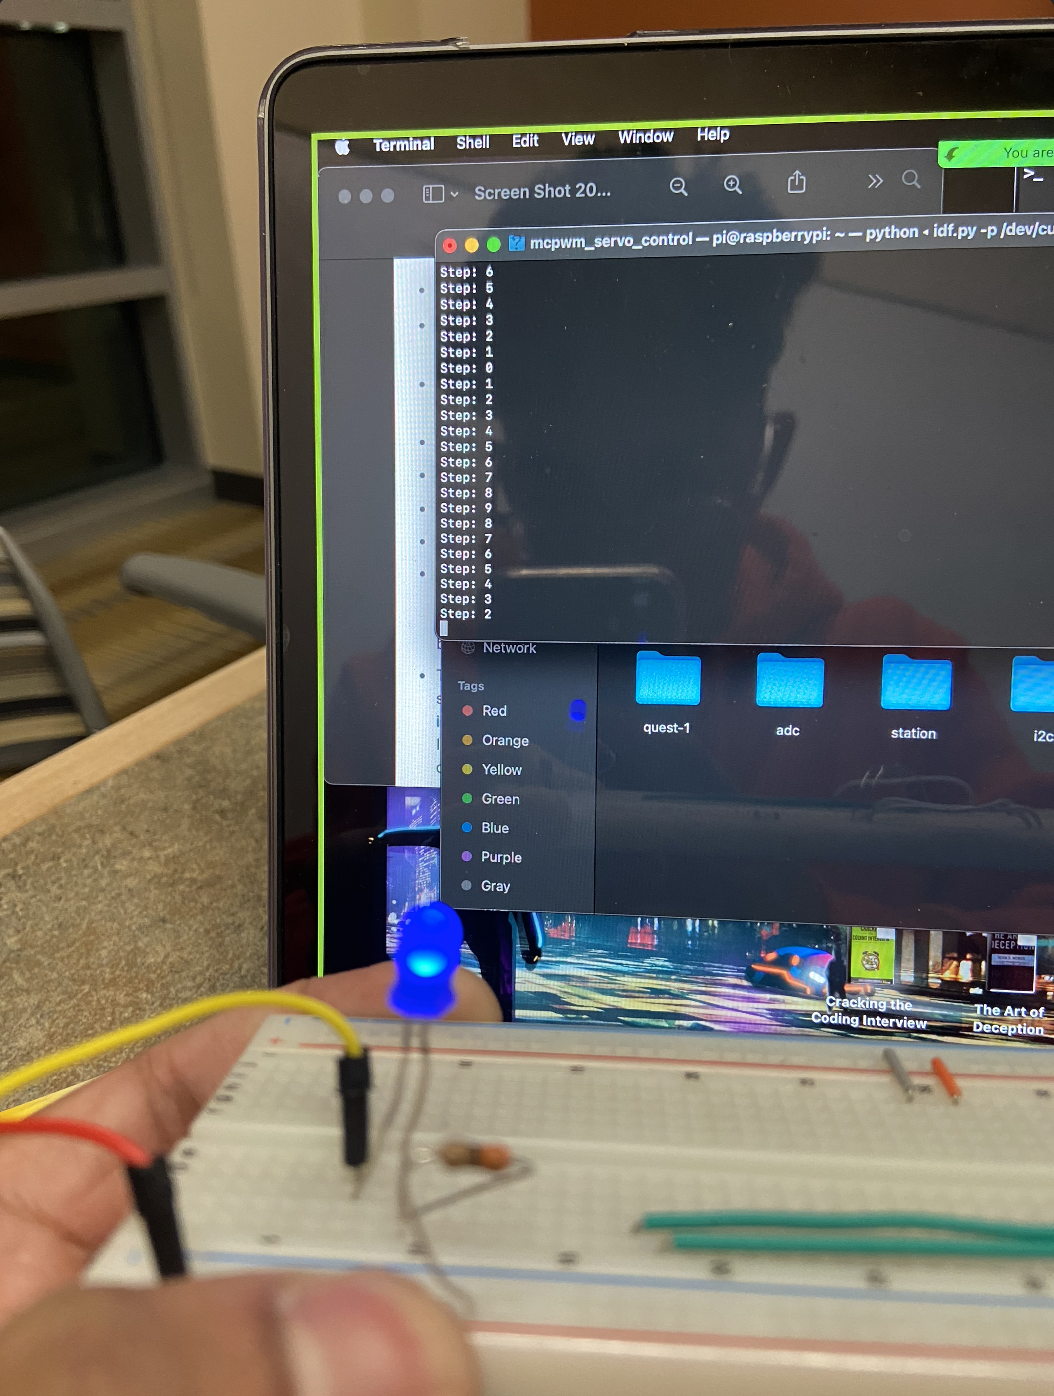 Terminal Shell Edit View Window Help
You are
Screen Shot 20...
>_
mcpwm_servo_control — pi@raspberrypi: ~ — python ◂ idf.py -p /dev/cu
Step: 6
Step: 5
Step: 4
Step: 3
Step: 2
Step: 1
Step: 0
Step: 1
Step: 2
Step: 3
Step: 4
Step: 5
Step: 6
Step: 7
Step: 8
Step: 9
Step: 8
Step: 7
Step: 6
Step: 5
Step: 4
Step: 3
Step: 2
Network
Tags
Red
Orange
Yellow
Green
Blue
Purple
Gray
quest-1
adc
station
i2c
Cracking the
Coding Interview
The Art of
Deception